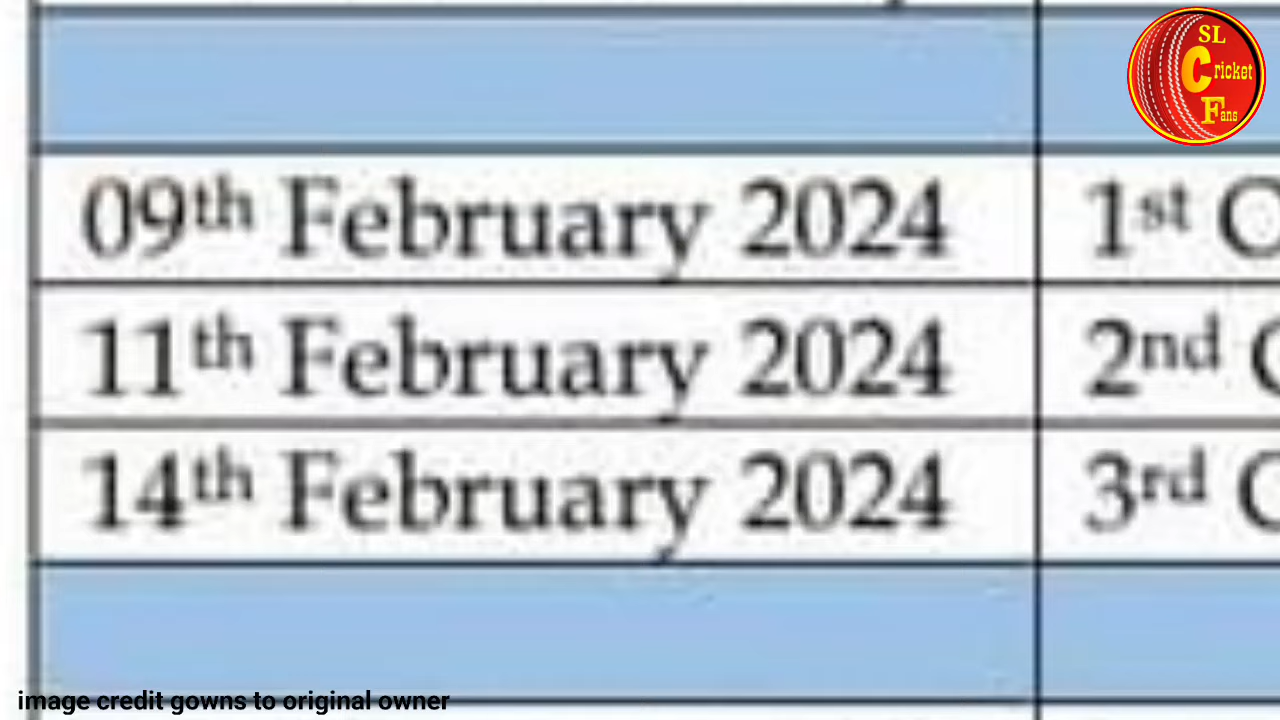 SL
Cricket
Fans
09th February 2024 1st
11th February 2024 2nd
14th February 2024 3rd
image credit gowns to original owner